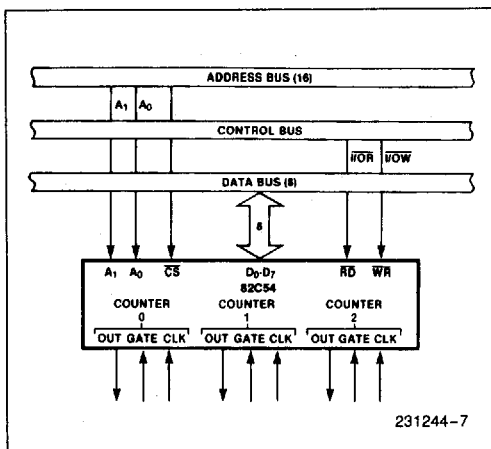 ADDRESS BUS (16)
A1 A0
CONTROL BUS
I/OR I/OW
DATA BUS (8)
8
A1 A0 CS D0-D7 RD WR
82C54
COUNTER COUNTER COUNTER
0 1 2
OUT GATE CLK OUT GATE CLK OUT GATE CLK
231244-7